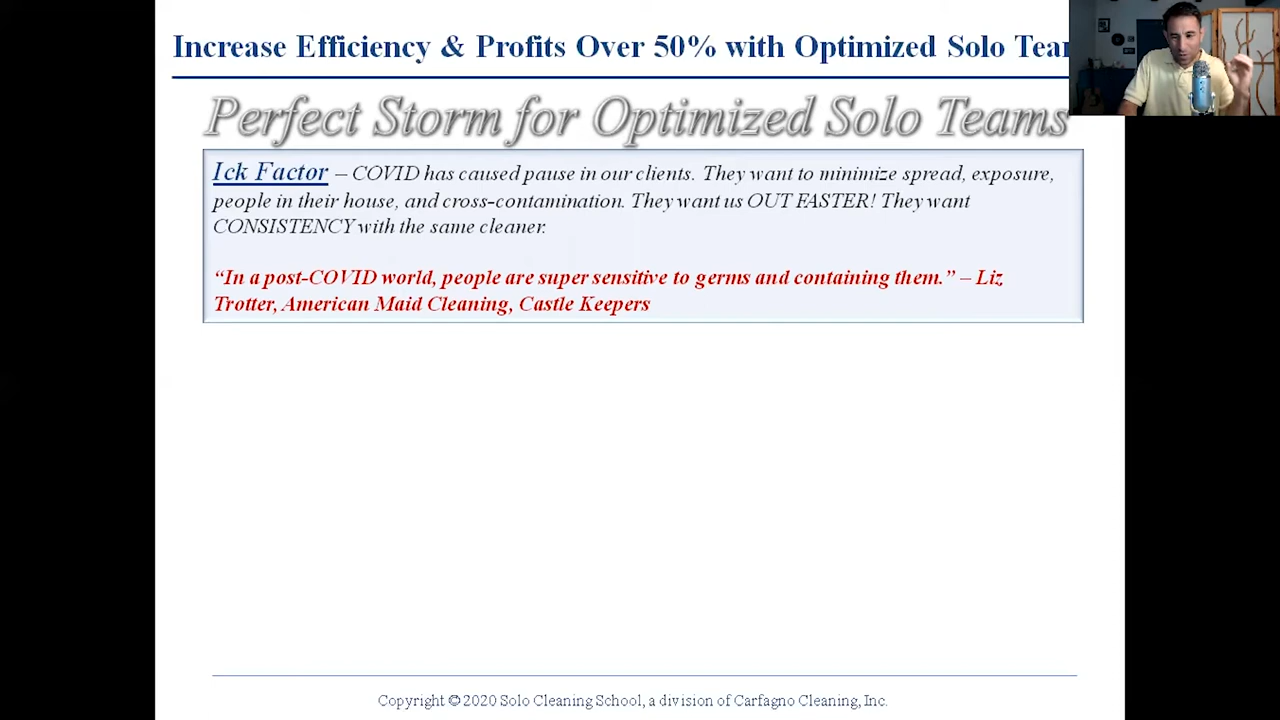 Increase Efficiency & Profits Over 50% with Optimized Solo
Perfect Storm for Optimized Solo Teams
Ick Factor – COVID has caused pause in our clients. They want to minimize spread, exposure,
people in their house, and cross-contamination. They want us OUT FASTER! They want
CONSISTENCY with the same cleaner.
“In a post-COVID world, people are super sensitive to germs and containing them.” – Liz
Trotter, American Maid Cleaning, Castle Keepers
Copyright © 2020 Solo Cleaning School, a division of Carfagno Cleaning, Inc.